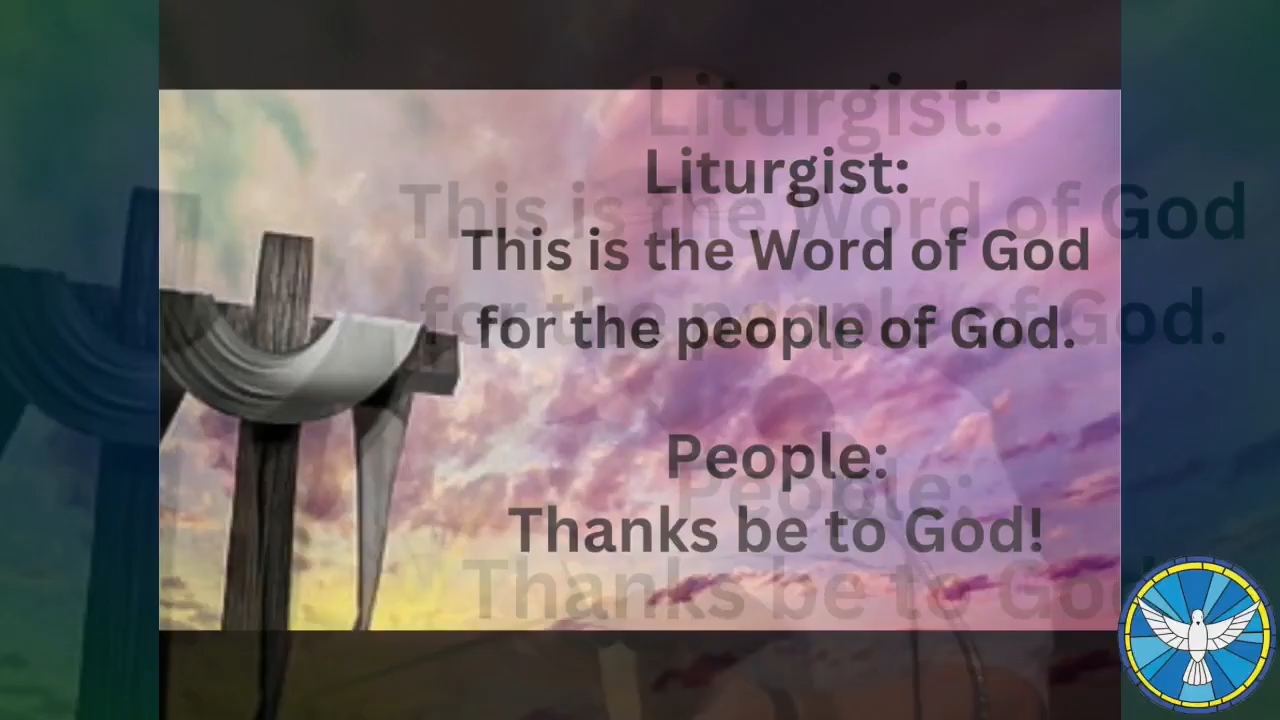 Liturgist:
This is the Word of God
for the people of God.
People:
Thanks be to God!